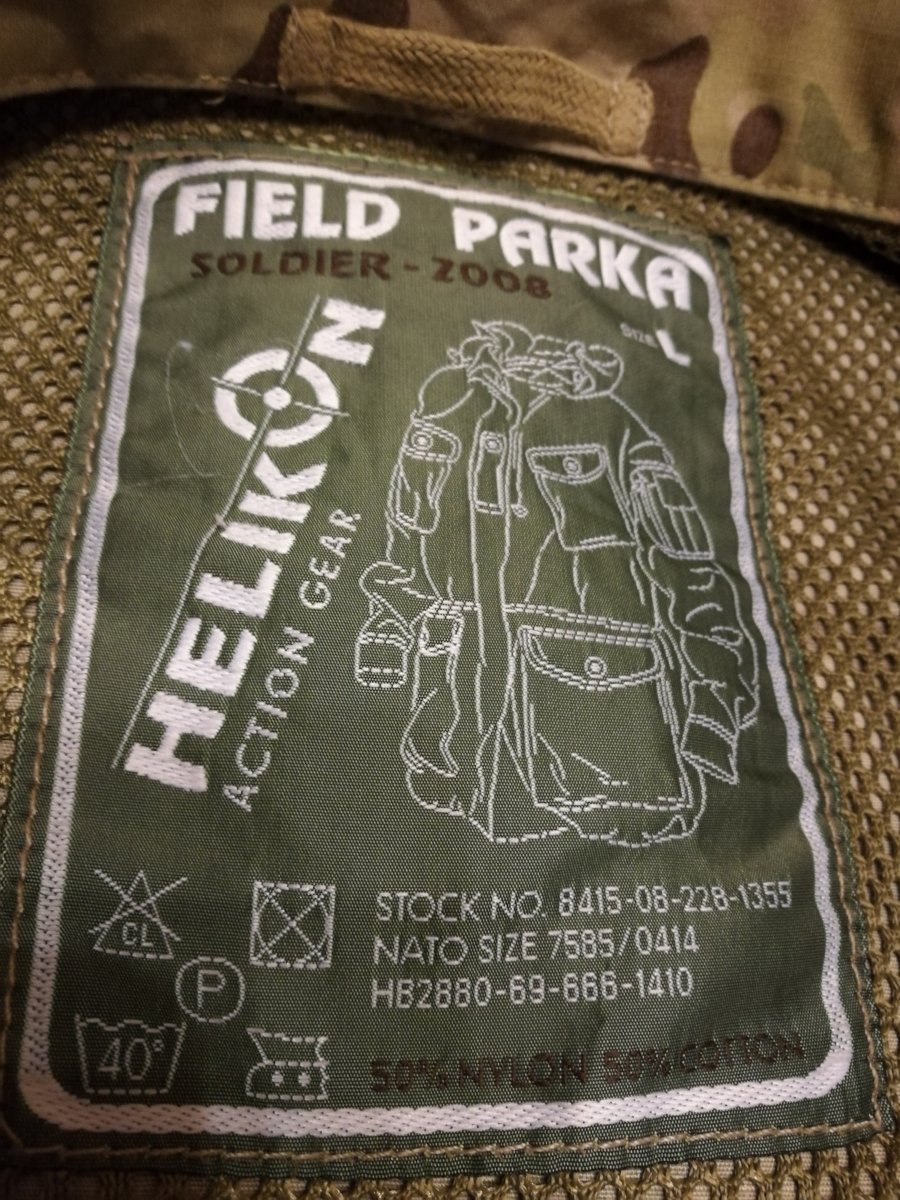 FIELD PARKA
SOLDIER - 2008
SIZE L
HELIKON
ACTION GEAR
CL
P
40°
STOCK NO. 8415-08-228-1355
NATO SIZE 7585/0414
HB2880-69-666-1410
50% NYLON 50% COTTON